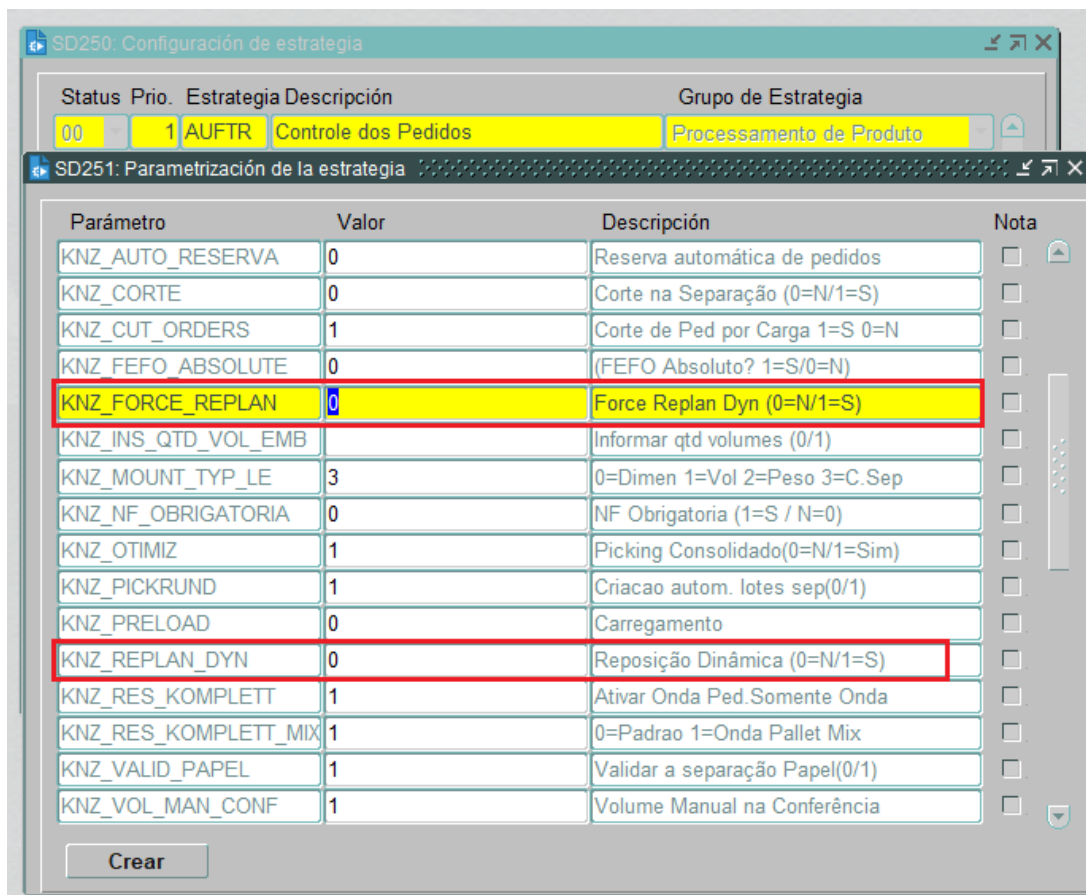 SD250: Configuración de estrategia
Status Prio. Estrategia Descripción Grupo de Estrategia
00 1 AUFTR Controle dos Pedidos Processamento de Produto
SD251: Parametrización de la estrategia
Parámetro Valor Descripción Nota
KNZ_AUTO_RESERVA 0 Reserva automática de pedidos
KNZ_CORTE 0 Corte na Separação (0=N/1=S)
KNZ_CUT_ORDERS 1 Corte de Ped por Carga 1=S 0=N
KNZ_FEFO_ABSOLUTE 0 (FEFO Absoluto? 1=S/0=N)
KNZ_FORCE_REPLAN 0 Force Replan Dyn (0=N/1=S)
KNZ_INS_QTD_VOL_EMB Informar qtd volumes (0/1)
KNZ_MOUNT_TYP_LE 3 0=Dimen 1=Vol 2=Peso 3=C.Sep
KNZ_NF_OBRIGATORIA 0 NF Obrigatoria (1=S / N=0)
KNZ_OTIMIZ 1 Picking Consolidado(0=N/1=Sim)
KNZ_PICKRUND 1 Criacao autom. lotes sep(0/1)
KNZ_PRELOAD 0 Carregamento
KNZ_REPLAN_DYN 0 Reposição Dinâmica (0=N/1=S)
KNZ_RES_KOMPLETT 1 Ativar Onda Ped.Somente Onda
KNZ_RES_KOMPLETT_MIX 1 0=Padrao 1=Onda Pallet Mix
KNZ_VALID_PAPEL 1 Validar a separação Papel(0/1)
KNZ_VOL_MAN_CONF 1 Volume Manual na Conferência
Crear